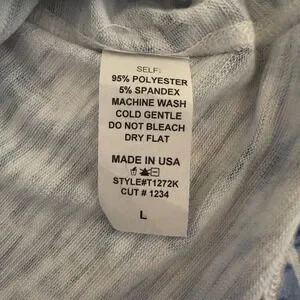 SELF:
95% POLYESTER
5% SPANDEX
MACHINE WASH
COLD GENTLE
DO NOT BLEACH
DRY FLAT
MADE IN USA
STYLE#T1272K
CUT # 1234
L